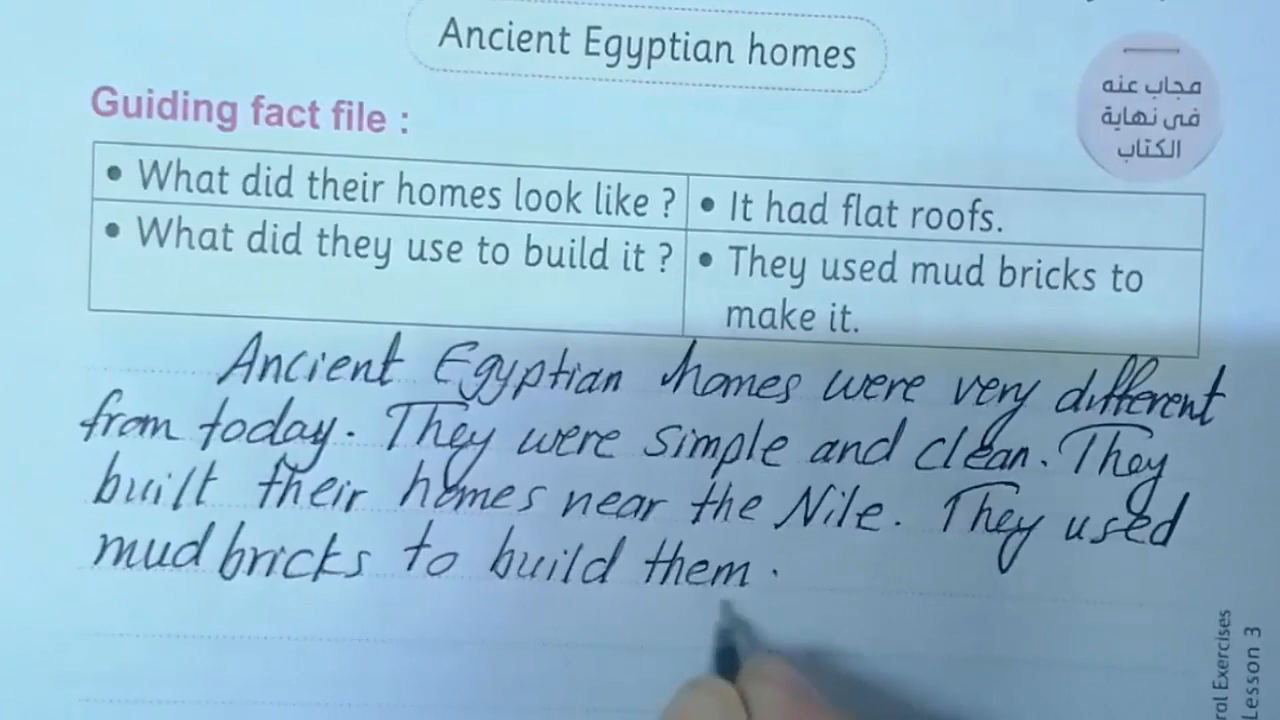 Ancient Egyptian homes
مجاب عنه
فى نهاية
الكتاب
Guiding fact file :
• What did their homes look like ? • It had flat roofs.
• What did they use to build it ? • They used mud bricks to
make it.
Ancient Egyptian homes were very different
from today. They were simple and clean. They
built their homes near the Nile. They used
mud bricks to build them.
ral Exercises
Lesson 3